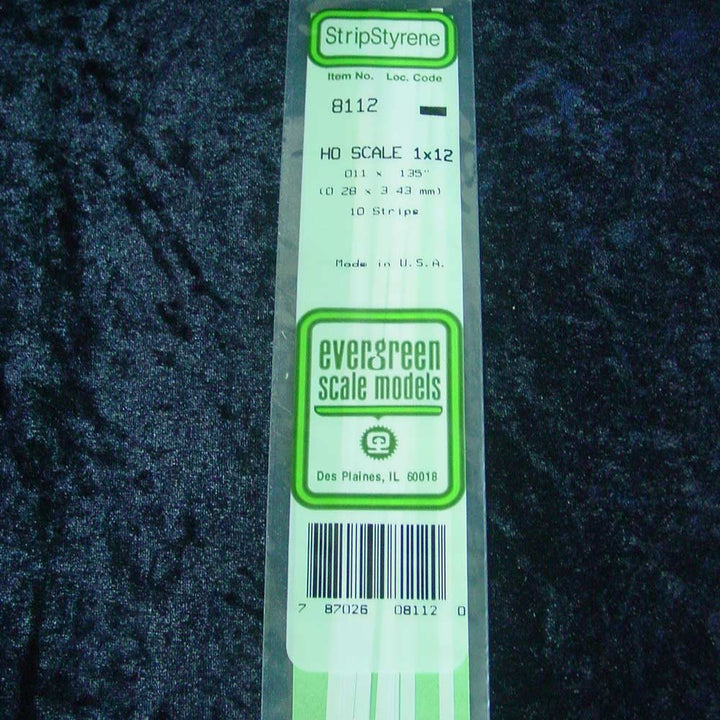 StripStyrene
Item No. Loc. Code
8112
HO SCALE 1x12
.011 x .135"
(0.28 x 3.43 mm)
10 Strips
Made in U.S.A.
evergreen
scale models
Des Plaines, IL 60018
7 87026 08112 0